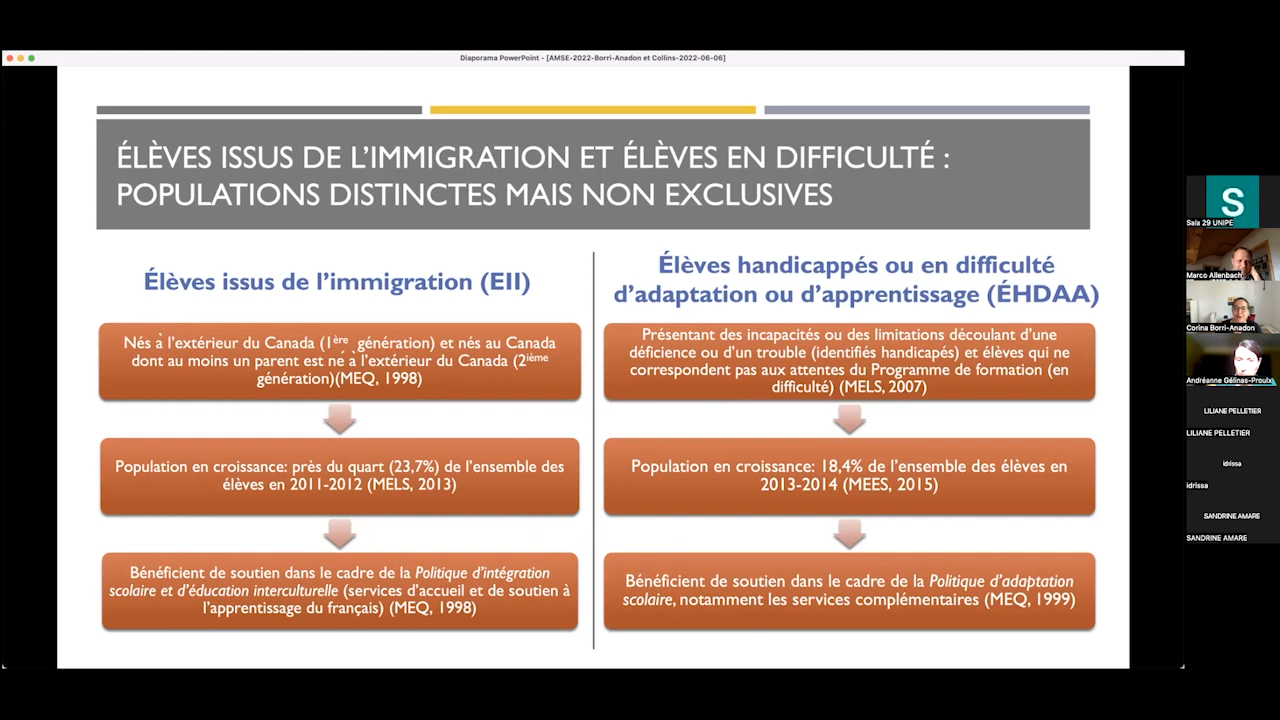 Diaporama PowerPoint - [AMSE-2022-Borri-Anadon et Collins-2022-06-06]
ÉLÈVES ISSUS DE L'IMMIGRATION ET ÉLÈVES EN DIFFICULTÉ :
POPULATIONS DISTINCTES MAIS NON EXCLUSIVES
Élèves issus de l'immigration (EII)
Nés à l'extérieur du Canada (1ère génération) et nés au Canada
dont au moins un parent est né à l'extérieur du Canada (2ième
génération)(MEQ, 1998)
Population en croissance: près du quart (23,7%) de l'ensemble des
élèves en 2011-2012 (MELS, 2013)
Bénéficient de soutien dans le cadre de la Politique d'intégration
scolaire et d'éducation interculturelle (services d'accueil et de soutien à
l'apprentissage du français) (MEQ, 1998)
Élèves handicappés ou en difficulté
d'adaptation ou d'apprentissage (ÉHDAA)
Présentant des incapacités ou des limitations découlant d'une
déficience ou d'un trouble (identifiés handicapés) et élèves qui ne
correspondent pas aux attentes du Programme de formation (en
difficulté) (MELS, 2007)
Population en croissance: 18,4% de l'ensemble des élèves en
2013-2014 (MEES, 2015)
Bénéficient de soutien dans le cadre de la Politique d'adaptation
scolaire, notamment les services complémentaires (MEQ, 1999)
S
Sala 29 UNIPE
Marco Allenbach
Corina Borri-Anadon
Andréanne Gélinas-Proulx
LILIANE PELLETIER
LILIANE PELLETIER
idrissa
idrissa
SANDRINE AMARE
SANDRINE AMARE